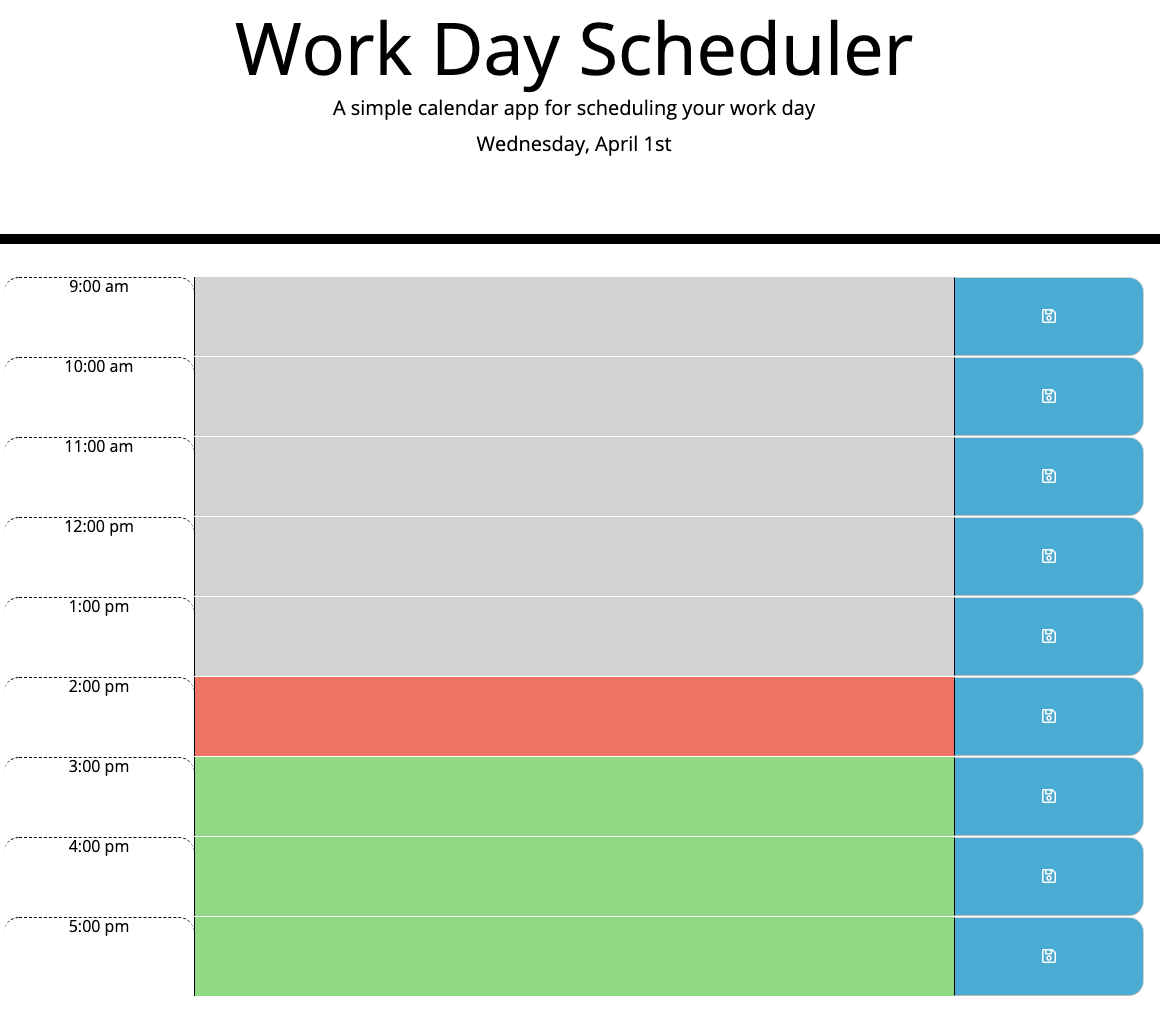 Work Day Scheduler
A simple calendar app for scheduling your work day
Wednesday, April 1st
9:00 am
10:00 am
11:00 am
12:00 pm
1:00 pm
2:00 pm
3:00 pm
4:00 pm
5:00 pm